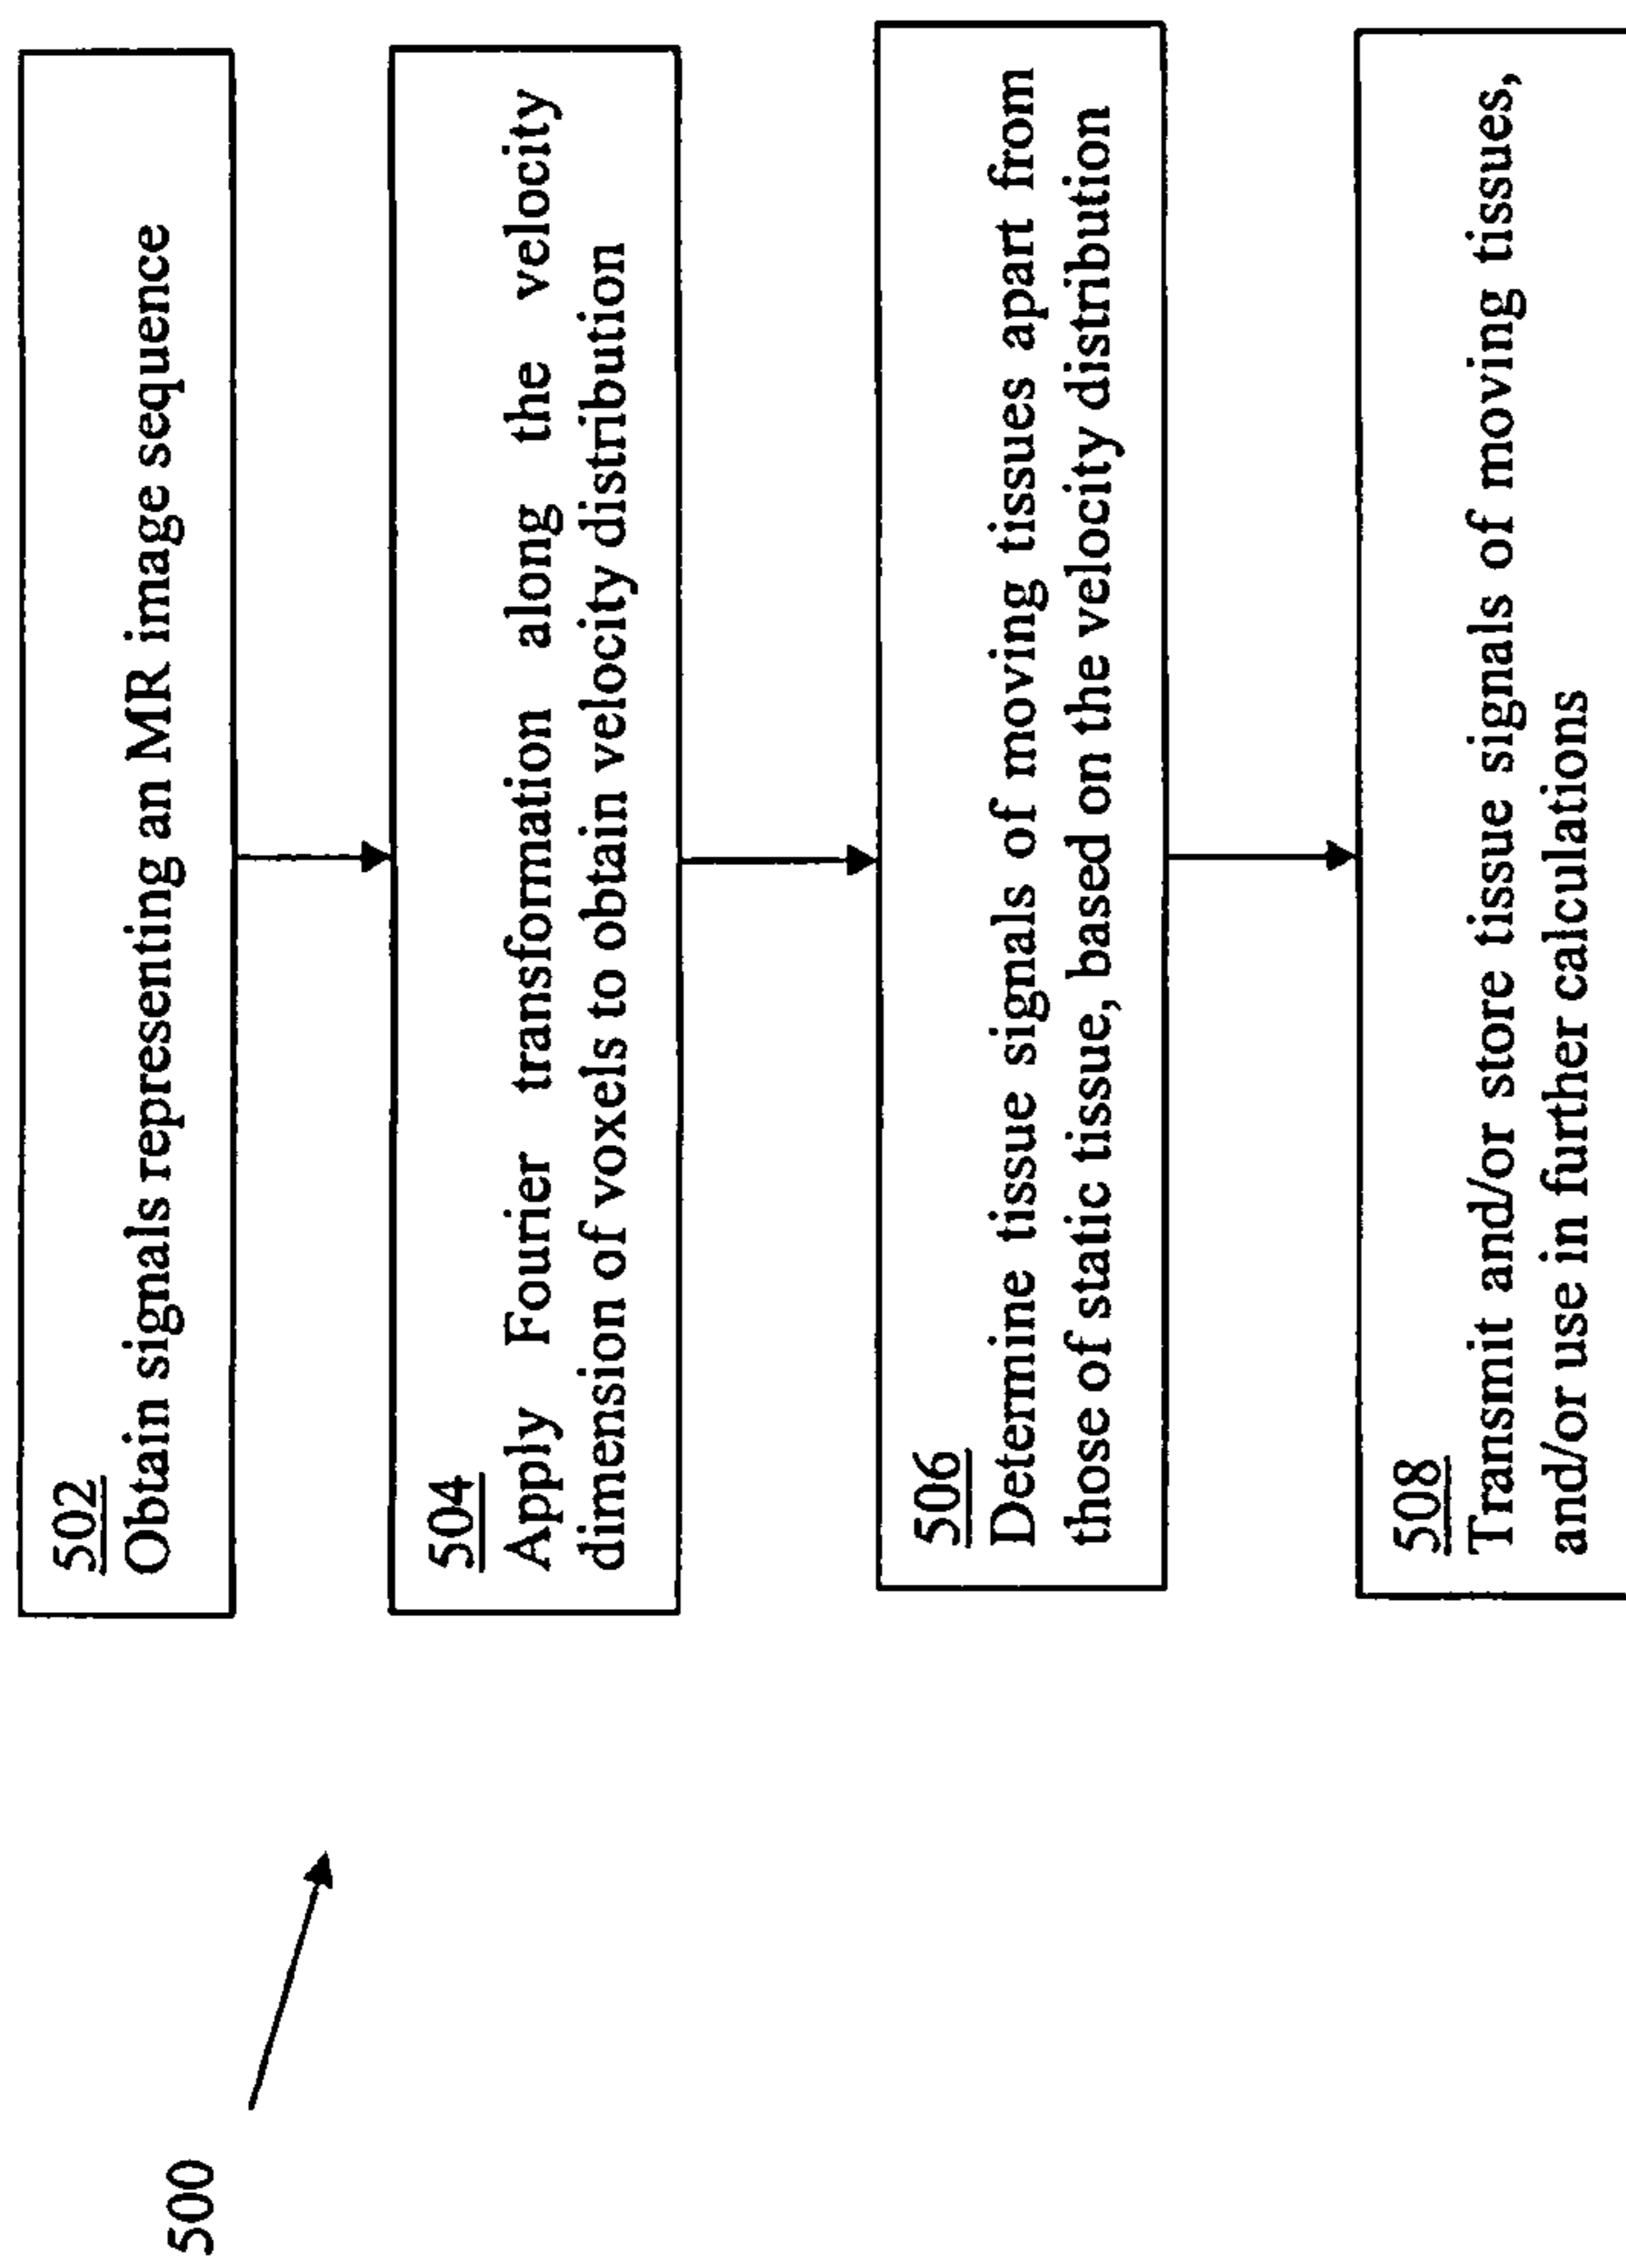 500
502
Obtain signals representing an MR image sequence
504
Apply Fourier transformation along the velocity
dimension of voxels to obtain velocity distribution
506
Determine tissue signals of moving tissues apart from
those of static tissue, based on the velocity distribution
508
Transmit and/or store tissue signals of moving tissues,
and/or use in further calculations